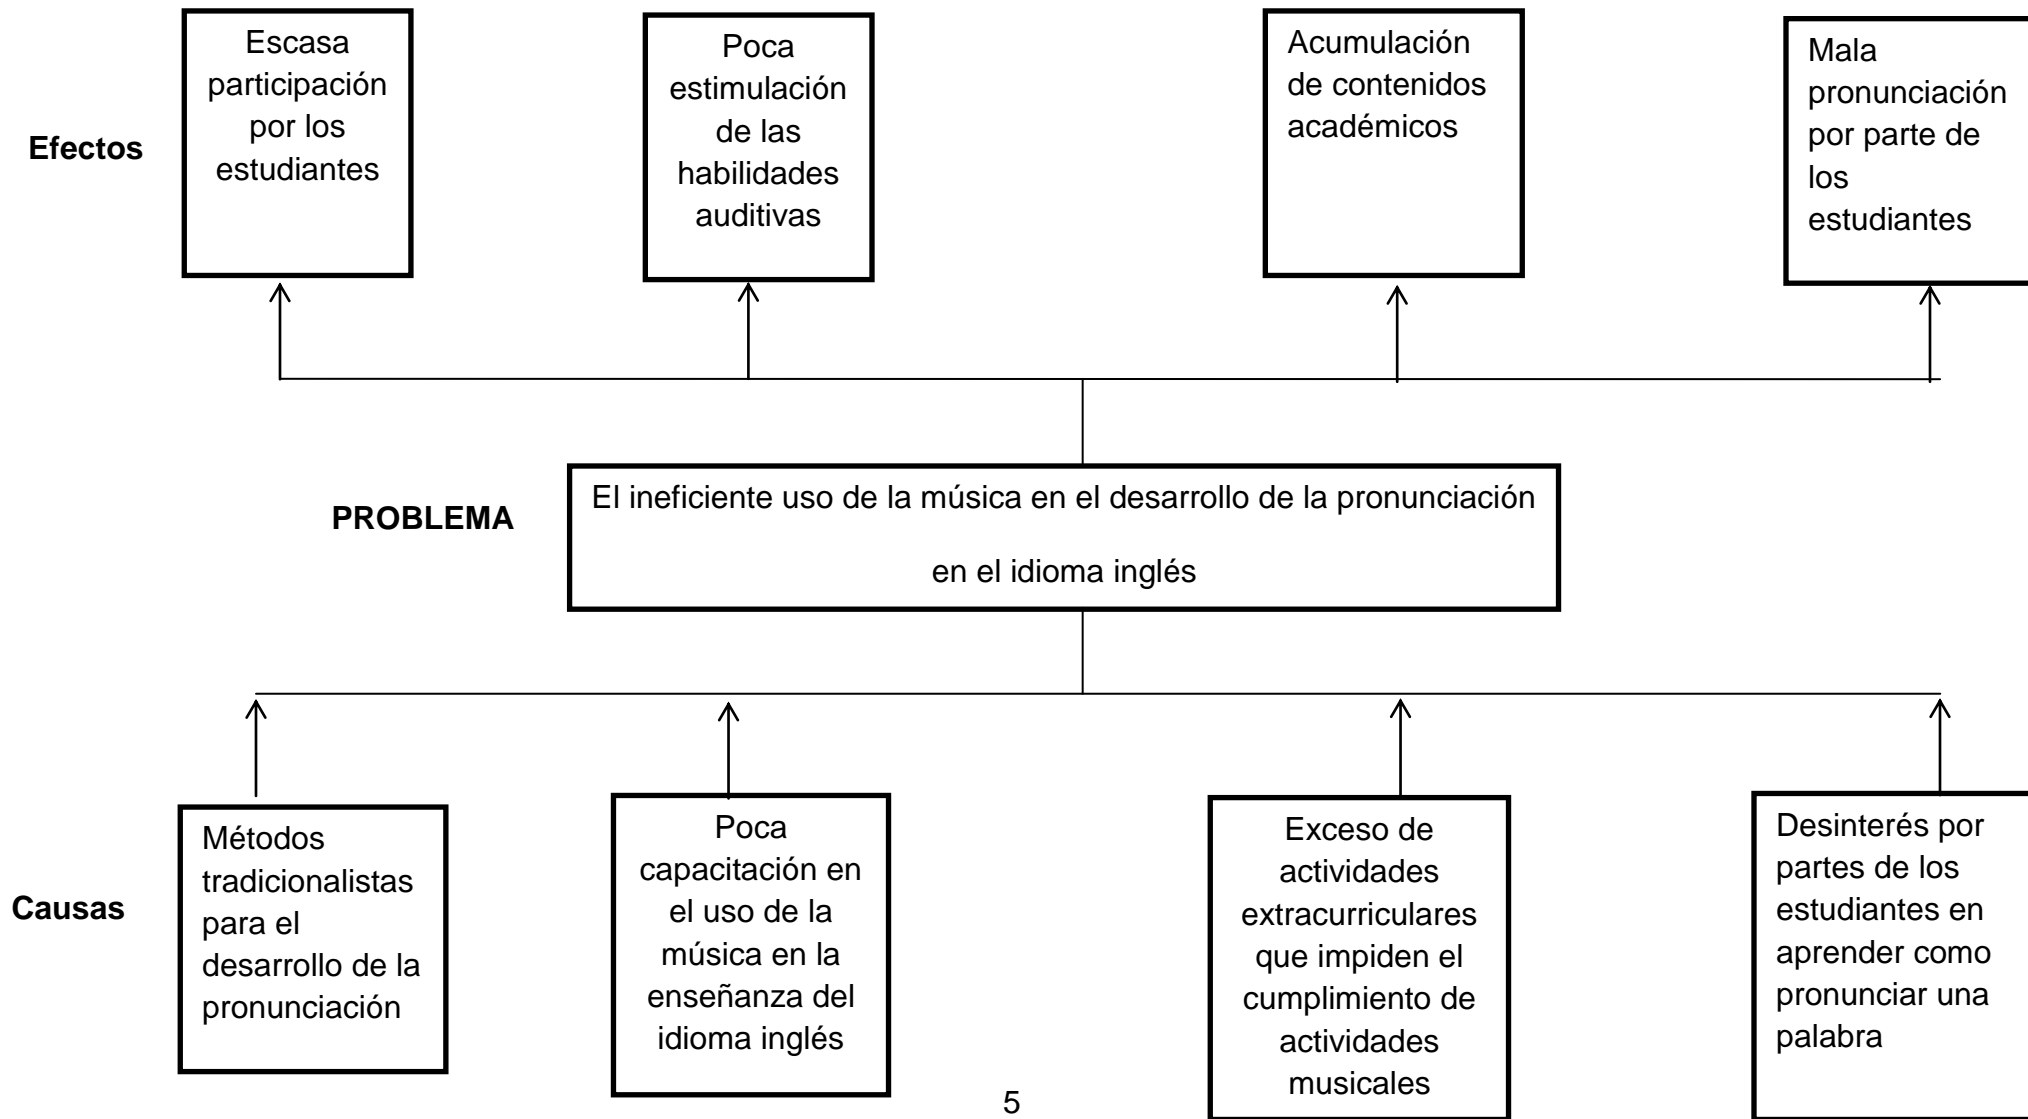 Efectos
Escasa
participación
por los
estudiantes
Poca
estimulación
de las
habilidades
auditivas
Acumulación
de contenidos
académicos
Mala
pronunciación
por parte de
los
estudiantes
PROBLEMA
El ineficiente uso de la música en el desarrollo de la pronunciación
en el idioma inglés
Causas
Métodos
tradicionalistas
para el
desarrollo de la
pronunciación
Poca
capacitación en
el uso de la
música en la
enseñanza del
idioma inglés
Exceso de
actividades
extracurriculares
que impiden el
cumplimiento de
actividades
musicales
Desinterés por
partes de los
estudiantes en
aprender como
pronunciar una
palabra
5